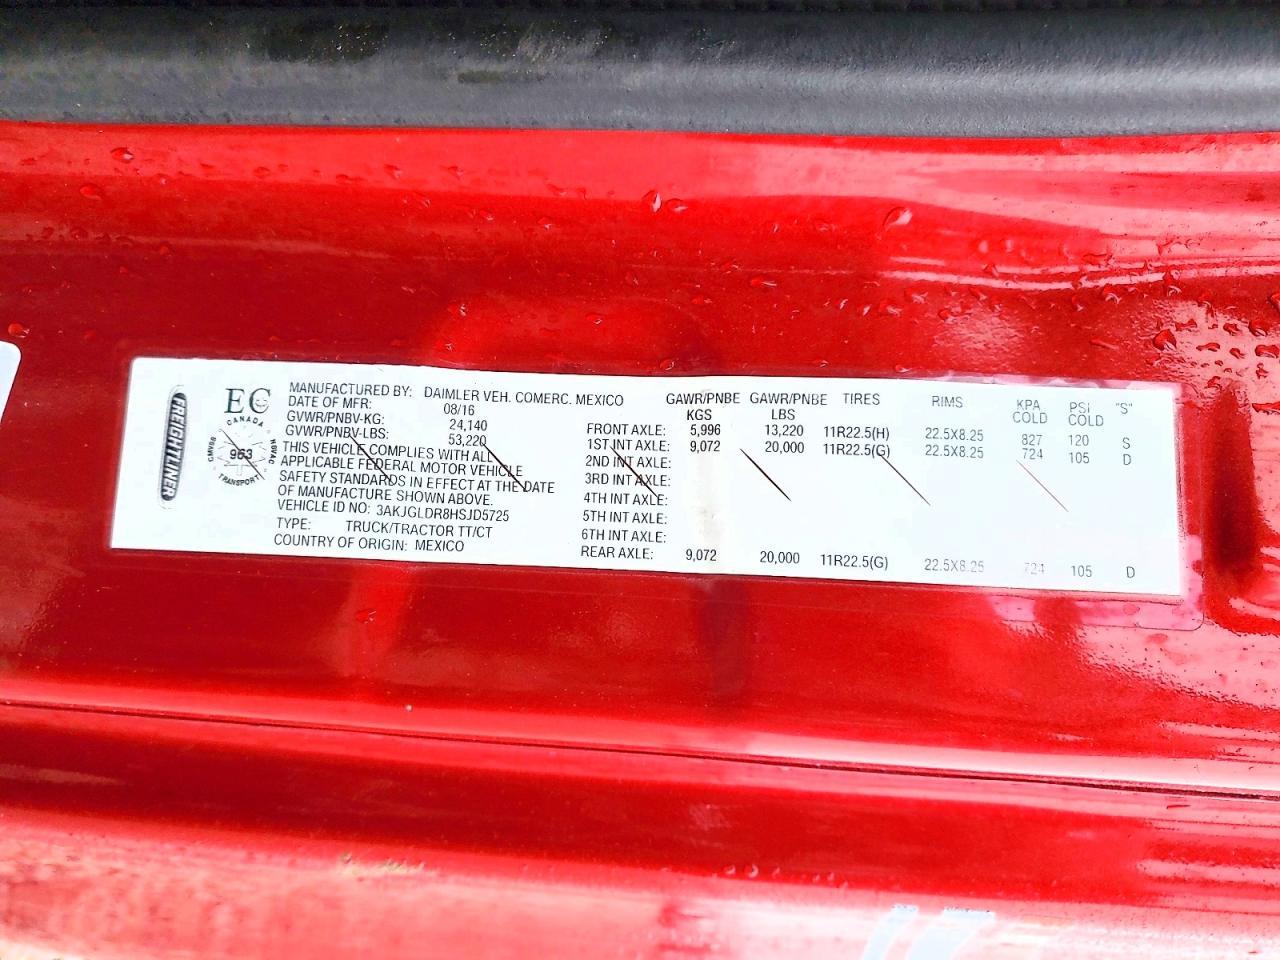 FREIGHTLINER
EC
CANADA
CMVSS NSVAC
963
TRANSPORT
MANUFACTURED BY: DAIMLER VEH. COMERC. MEXICO
DATE OF MFR: 08/16
GVWR/PNBV-KG: 24,140
GVWR/PNBV-LBS: 53,220
THIS VEHICLE COMPLIES WITH ALL
APPLICABLE FEDERAL MOTOR VEHICLE
SAFETY STANDARDS IN EFFECT AT THE DATE
OF MANUFACTURE SHOWN ABOVE.
VEHICLE ID NO: 3AKJGLDR8HSJD5725
TYPE: TRUCK/TRACTOR TT/CT
COUNTRY OF ORIGIN: MEXICO
GAWR/PNBE GAWR/PNBE TIRES RIMS KPA PSI "S"
KGS LBS COLD COLD
FRONT AXLE: 5,996 13,220 11R22.5(H) 22.5X8.25 827 120 S
1ST INT AXLE: 9,072 20,000 11R22.5(G) 22.5X8.25 724 105 D
2ND INT AXLE:
3RD INT AXLE:
4TH INT AXLE:
5TH INT AXLE:
6TH INT AXLE:
REAR AXLE: 9,072 20,000 11R22.5(G) 22.5X8.25 724 105 D